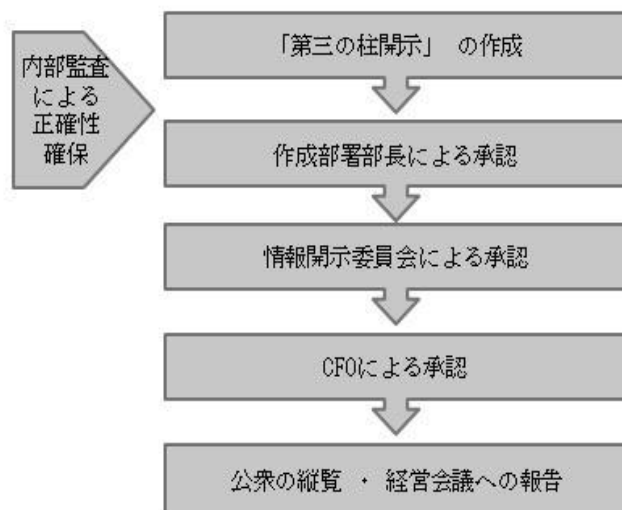 内部監査
による
正確性
確保
「第三の柱開示」 の作成
作成部署部長による承認
情報開示委員会による承認
CFOによる承認
公衆の縦覧 ・ 経営会議への報告